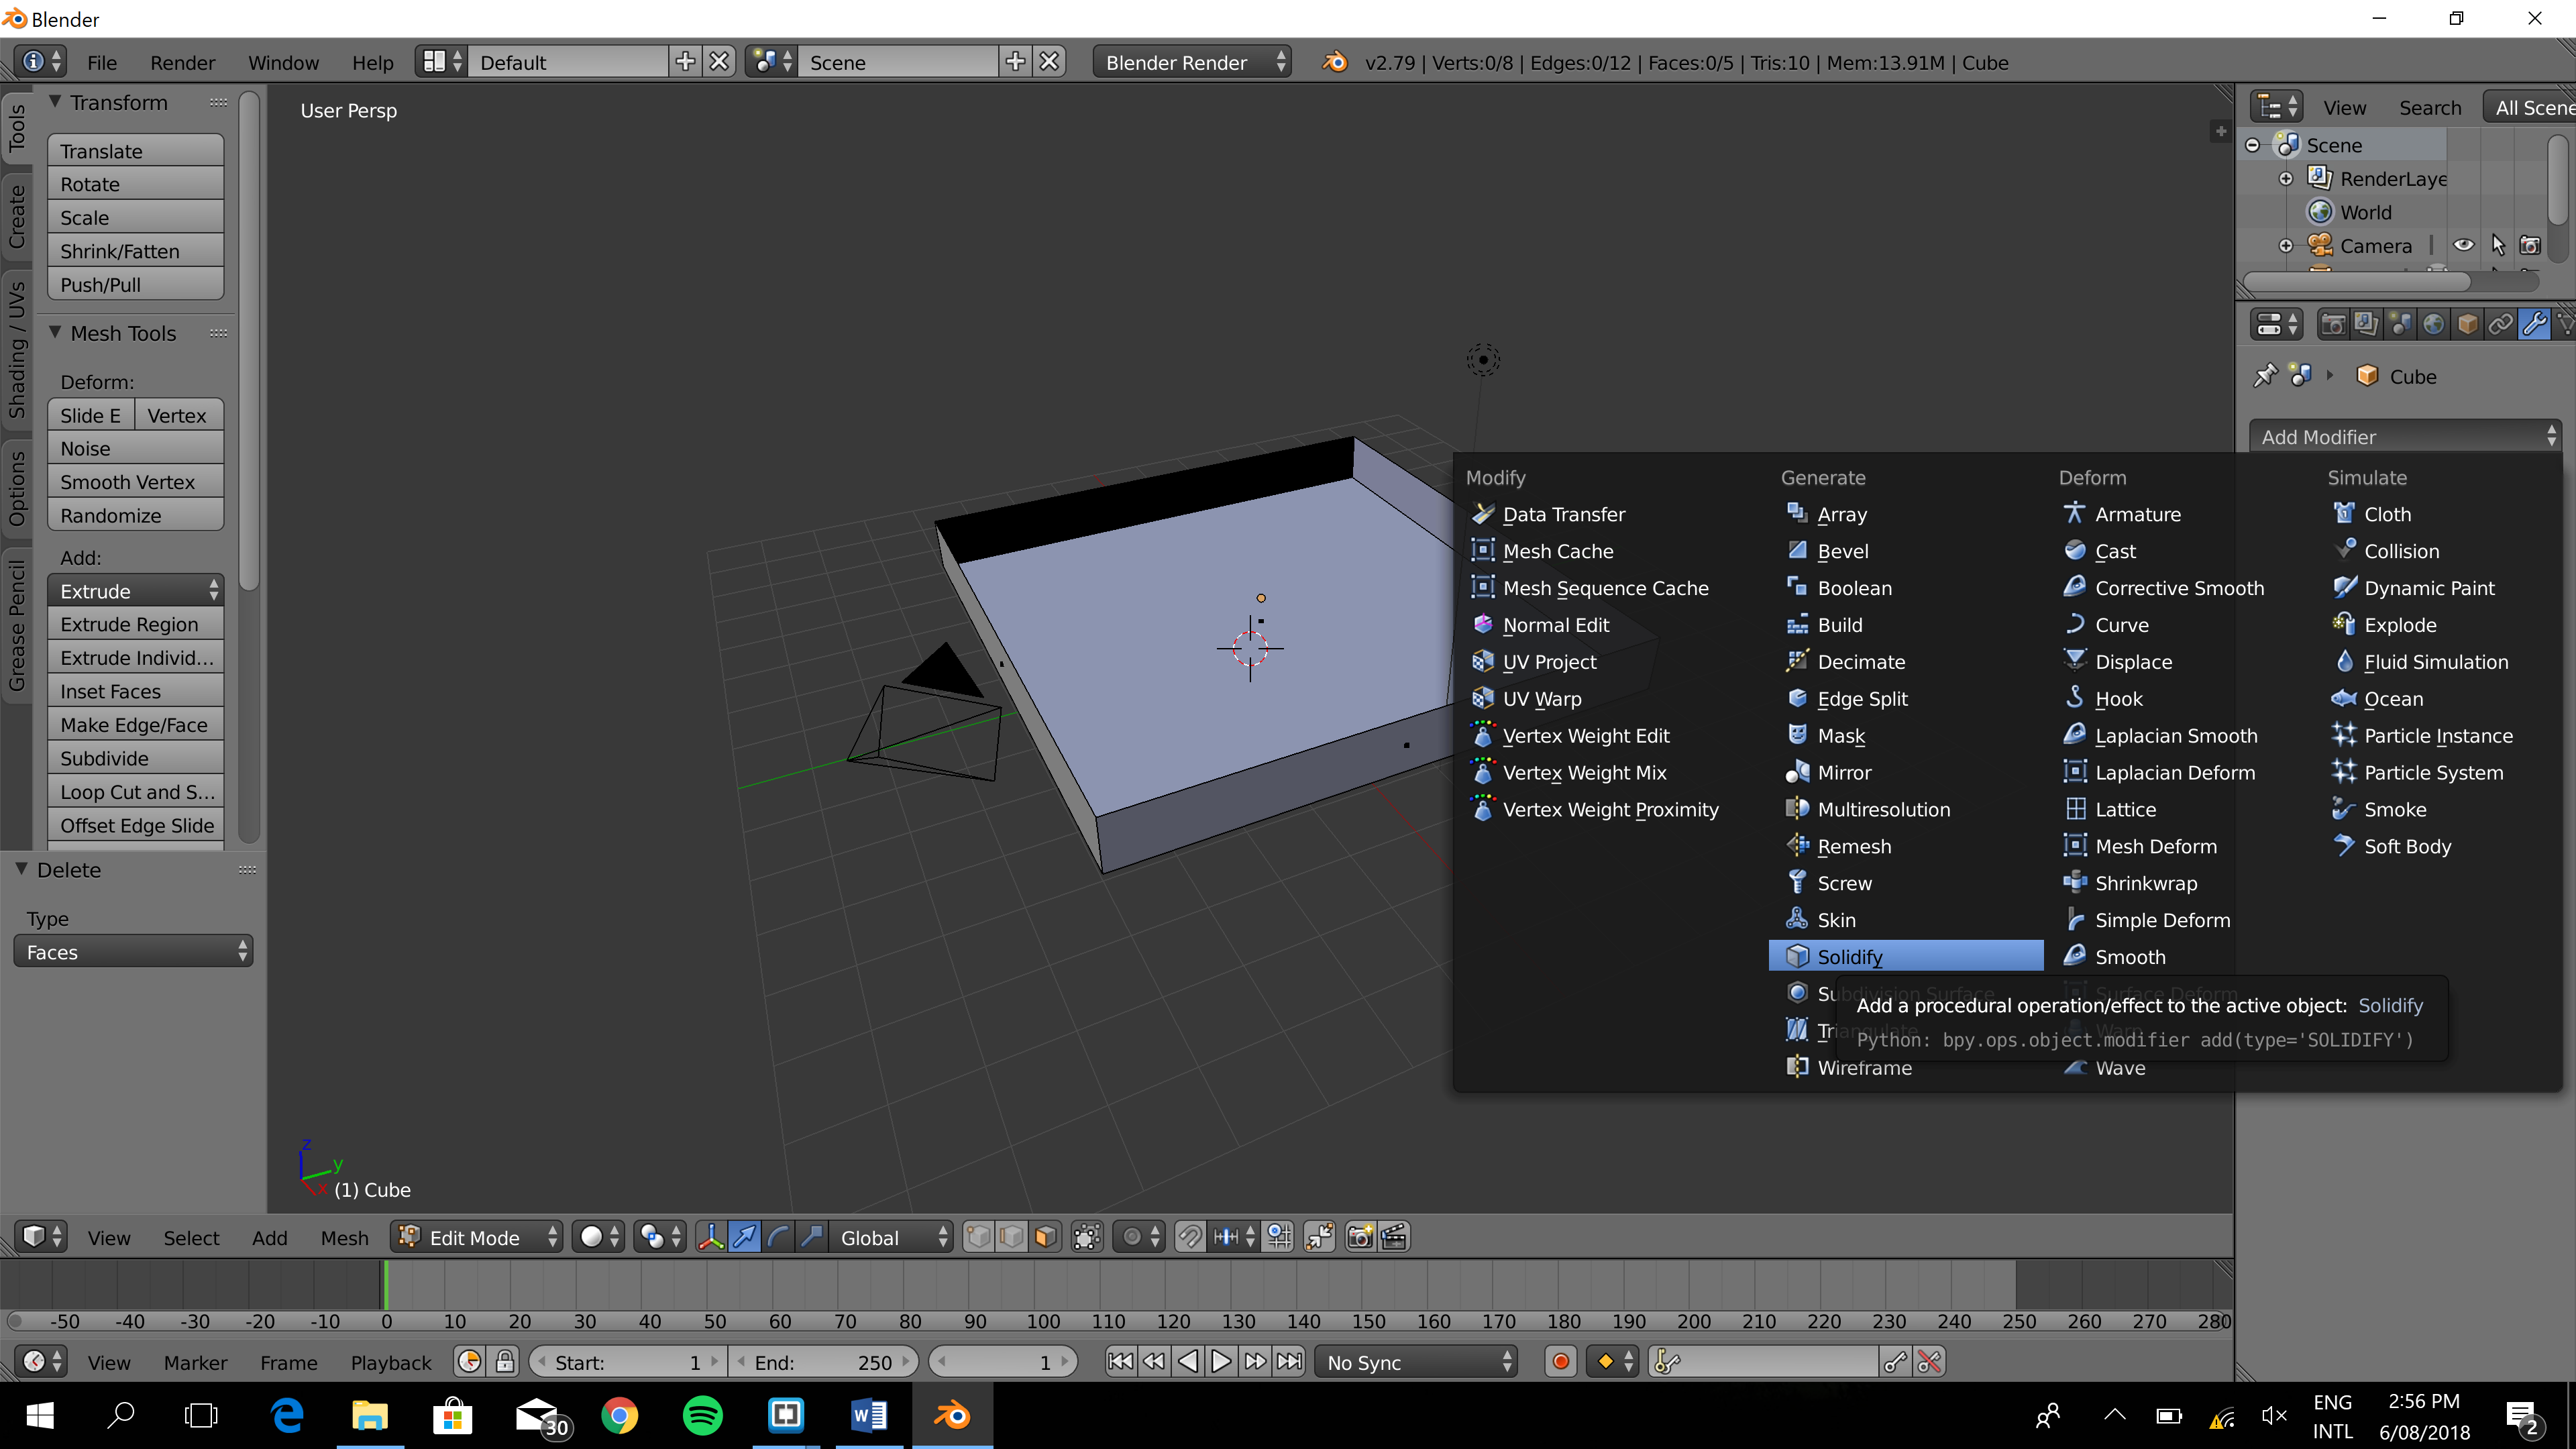 Blender
File Render Window Help Default Scene Blender Render v2.79 | Verts:0/8 | Edges:0/12 | Faces:0/5 | Tris:10 | Mem:13.91M | Cube
Tools
Create
Shading / UVs
Options
Grease Pencil
Transform
Translate
Rotate
Scale
Shrink/Fatten
Push/Pull
Mesh Tools
Deform:
Slide E Vertex
Noise
Smooth Vertex
Randomize
Add:
Extrude
Extrude Region
Extrude Individ...
Inset Faces
Make Edge/Face
Subdivide
Loop Cut and S...
Offset Edge Slide
Delete
Type
Faces
User Persp
z
y
x
(1) Cube
View Search All Scene
Scene
RenderLaye
World
Camera
Cube
Add Modifier
Modify
Data Transfer
Mesh Cache
Mesh Sequence Cache
Normal Edit
UV Project
UV Warp
Vertex Weight Edit
Vertex Weight Mix
Vertex Weight Proximity
Generate
Array
Bevel
Boolean
Build
Decimate
Edge Split
Mask
Mirror
Multiresolution
Remesh
Screw
Skin
Solidify
Subdivision Surface
Triangulate
Wireframe
Deform
Armature
Cast
Corrective Smooth
Curve
Displace
Hook
Laplacian Smooth
Laplacian Deform
Lattice
Mesh Deform
Shrinkwrap
Simple Deform
Smooth
Surface Deform
Warp
Wave
Simulate
Cloth
Collision
Dynamic Paint
Explode
Fluid Simulation
Ocean
Particle Instance
Particle System
Smoke
Soft Body
Add a procedural operation/effect to the active object: Solidify
Python: bpy.ops.object.modifier_add(type='SOLIDIFY')
View Select Add Mesh Edit Mode Global
-50 -40 -30 -20 -10 0 10 20 30 40 50 60 70 80 90 100 110 120 130 140 150 160 170 180 190 200 210 220 230 240 250 260 270 280
View Marker Frame Playback Start: 1 End: 250 1 No Sync
30
ENG
INTL
2:56 PM
6/08/2018
2